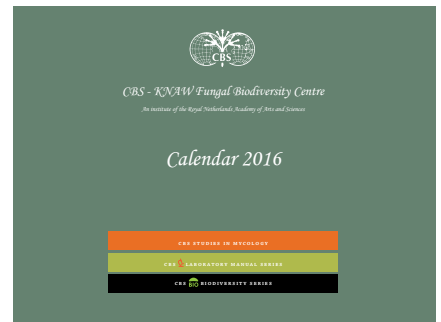 CBS
CBS - KNAW Fungal Biodiversity Centre
An institute of the Royal Netherlands Academy of Arts and Sciences
Calendar 2016
CBS STUDIES IN MYCOLOGY
CBS LABORATORY MANUAL SERIES
CBS BIO BIODIVERSITY SERIES